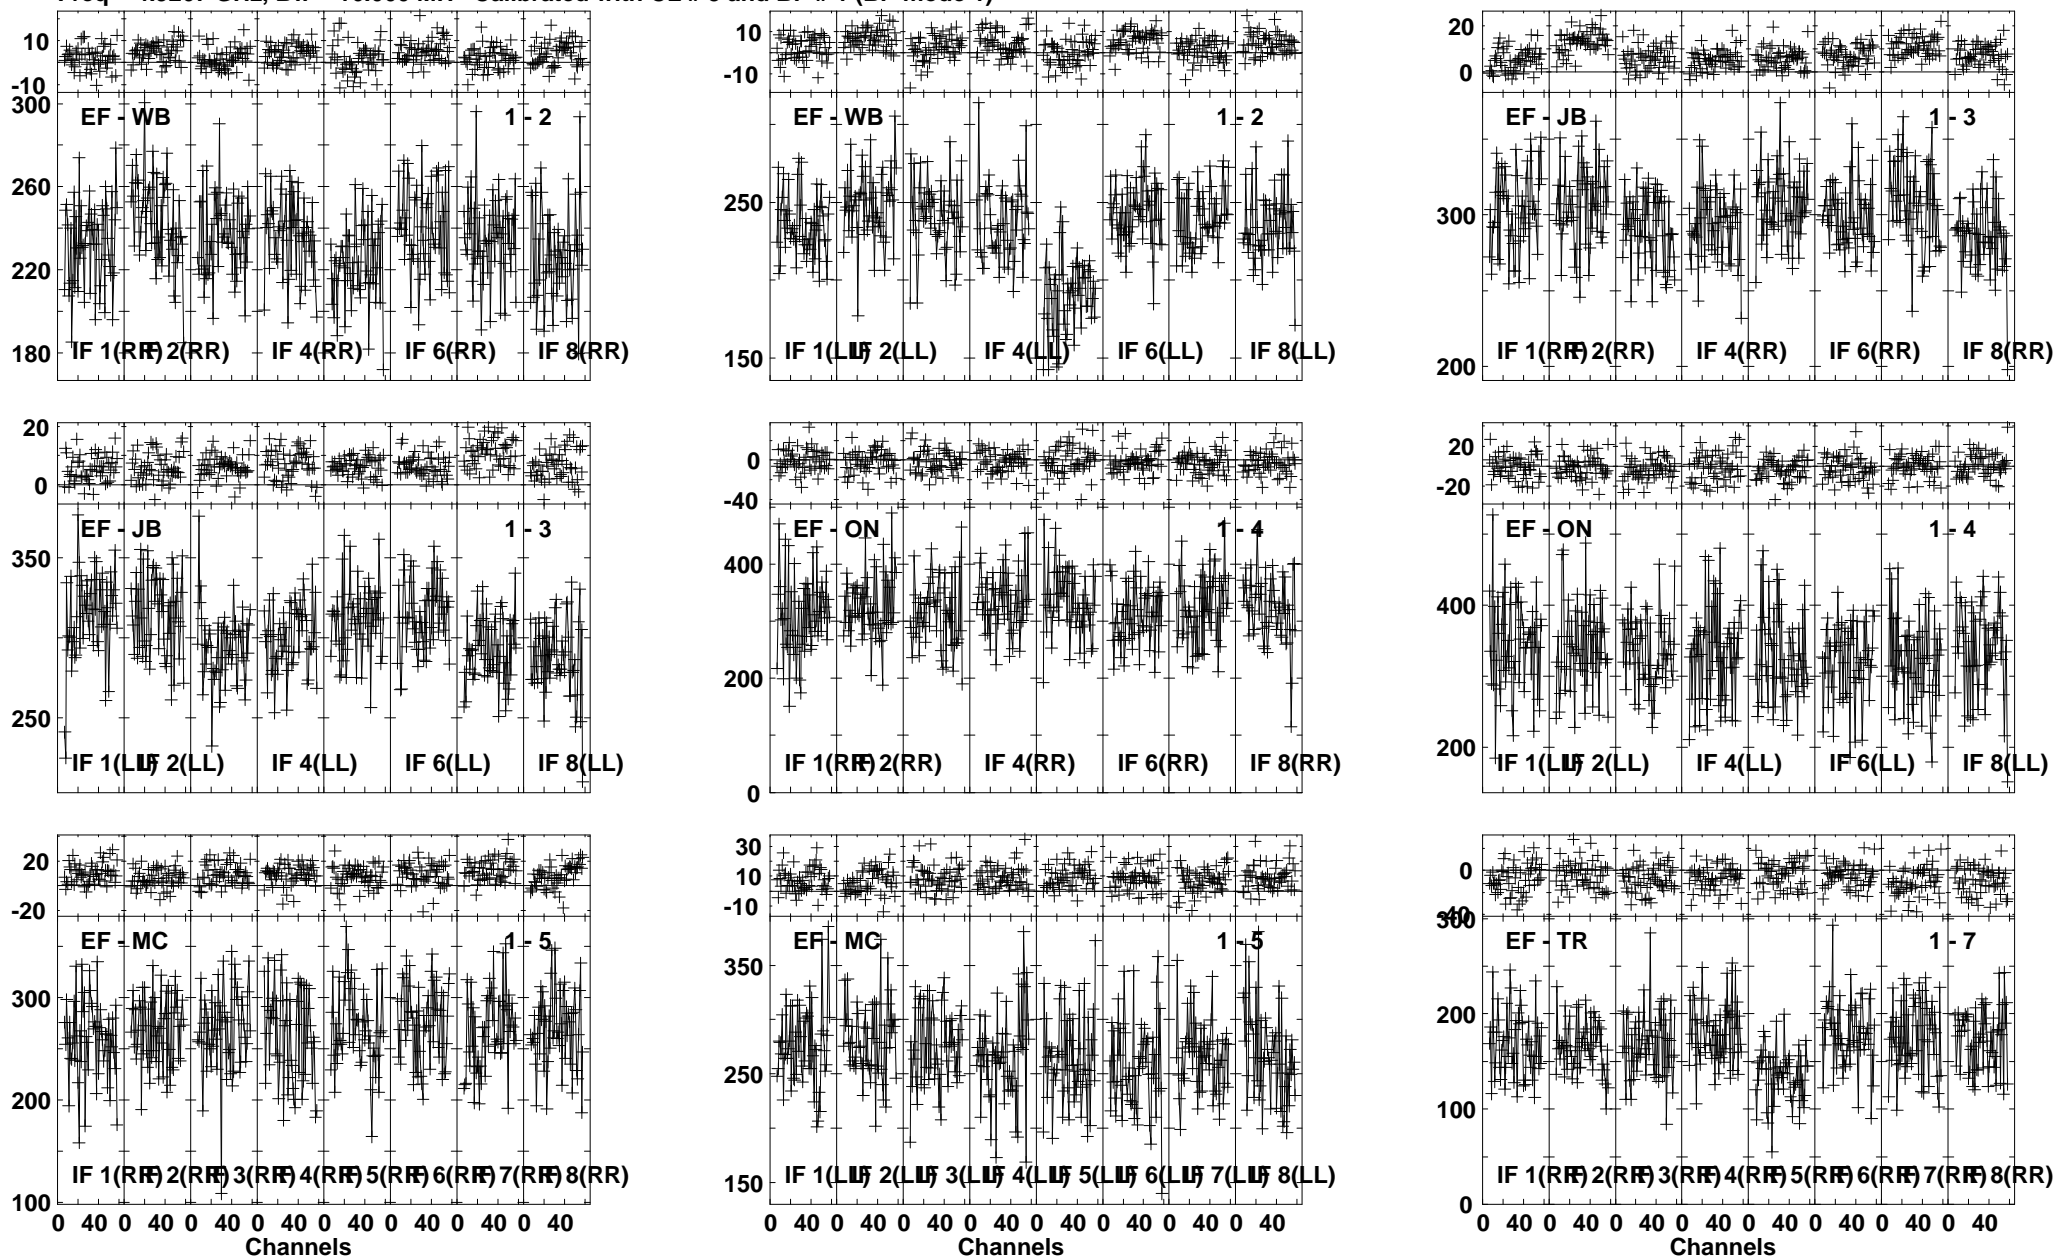 10
-10
300
260
220
180
EF - WB 1 - 2
IF 1(RR) IF 2(RR) IF 4(RR) IF 6(RR) IF 8(RR)
10
-10
250
150
EF - WB 1 - 2
IF 1(LL) IF 2(LL) IF 4(LL) IF 6(LL) IF 8(LL)
20
0
300
200
EF - JB 1 - 3
IF 1(RR) IF 2(RR) IF 4(RR) IF 6(RR) IF 8(RR)
20
0
350
250
EF - JB 1 - 3
IF 1(LL) IF 2(LL) IF 4(LL) IF 6(LL) IF 8(LL)
0
-40
400
200
0
EF - ON 1 - 4
IF 1(RR) IF 2(RR) IF 4(RR) IF 6(RR) IF 8(RR)
20
-20
400
200
EF - ON 1 - 4
IF 1(LL) IF 2(LL) IF 4(LL) IF 6(LL) IF 8(LL)
20
-20
300
200
100
EF - MC 1 - 5
IF 1(RR) IF 2(RR) IF 3(RR) IF 4(RR) IF 5(RR) IF 6(RR) IF 7(RR) IF 8(RR)
0 40 0 40 0 40 0 40 0 40 0 40 0 40 0 40
Channels
30
10
-10
350
250
150
EF - MC 1 - 5
IF 1(LL) IF 2(LL) IF 3(LL) IF 4(LL) IF 5(LL) IF 6(LL) IF 7(LL) IF 8(LL)
0 40 0 40 0 40 0 40 0 40 0 40 0 40 0 40
Channels
0
-40
300
200
100
0
EF - TR 1 - 7
IF 1(RR) IF 2(RR) IF 3(RR) IF 4(RR) IF 5(RR) IF 6(RR) IF 7(RR) IF 8(RR)
0 40 0 40 0 40 0 40 0 40 0 40 0 40 0 40
Channels